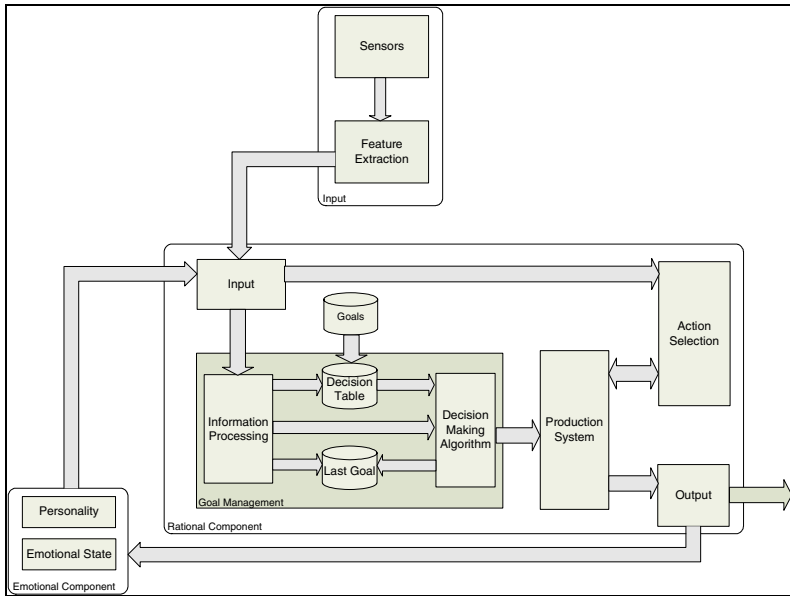 Sensors
Feature
Extraction
Input
Input
Goals
Action
Selection
Information
Processing
Decision
Table
Decision
Making
Algorithm
Last Goal
Production
System
Goal Management
Output
Rational Component
Personality
Emotional State
Emotional Component